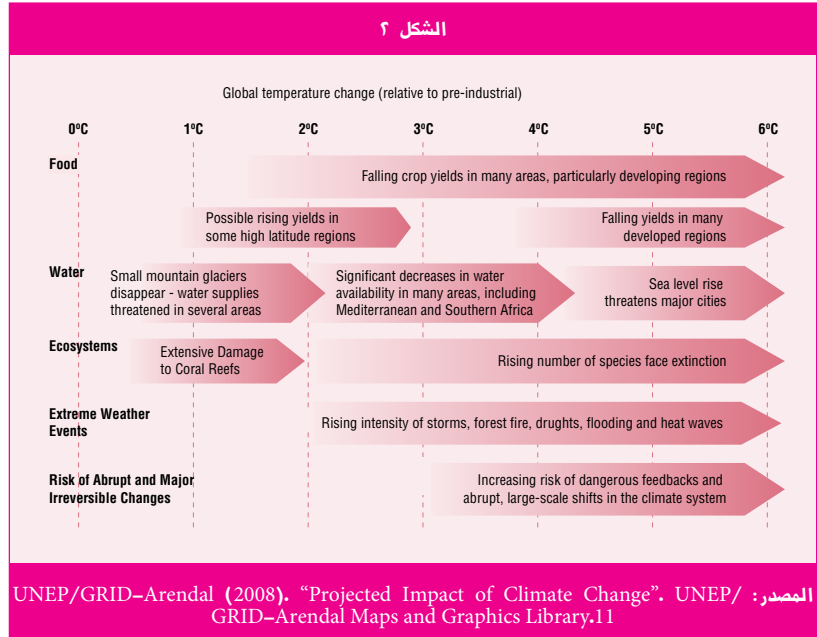 الشكل ٢
Global temperature change (relative to pre-industrial)
0ºC 1ºC 2ºC 3ºC 4ºC 5ºC 6ºC
Food
Falling crop yields in many areas, particularly developing regions
Possible rising yields in
some high latitude regions
Falling yields in many
developed regions
Water
Small mountain glaciers
disappear - water supplies
threatened in several areas
Significant decreases in water
availability in many areas, including
Mediterranean and Southern Africa
Sea level rise
threatens major cities
Ecosystems
Extensive Damage
to Coral Reefs
Rising number of species face extinction
Extreme Weather
Events
Rising intensity of storms, forest fire, drughts, flooding and heat waves
Risk of Abrupt and Major
Irreversible Changes
Increasing risk of dangerous feedbacks and
abrupt, large-scale shifts in the climate system
المصدر: UNEP/GRID–Arendal (2008). “Projected Impact of Climate Change”. UNEP/
GRID–Arendal Maps and Graphics Library.11